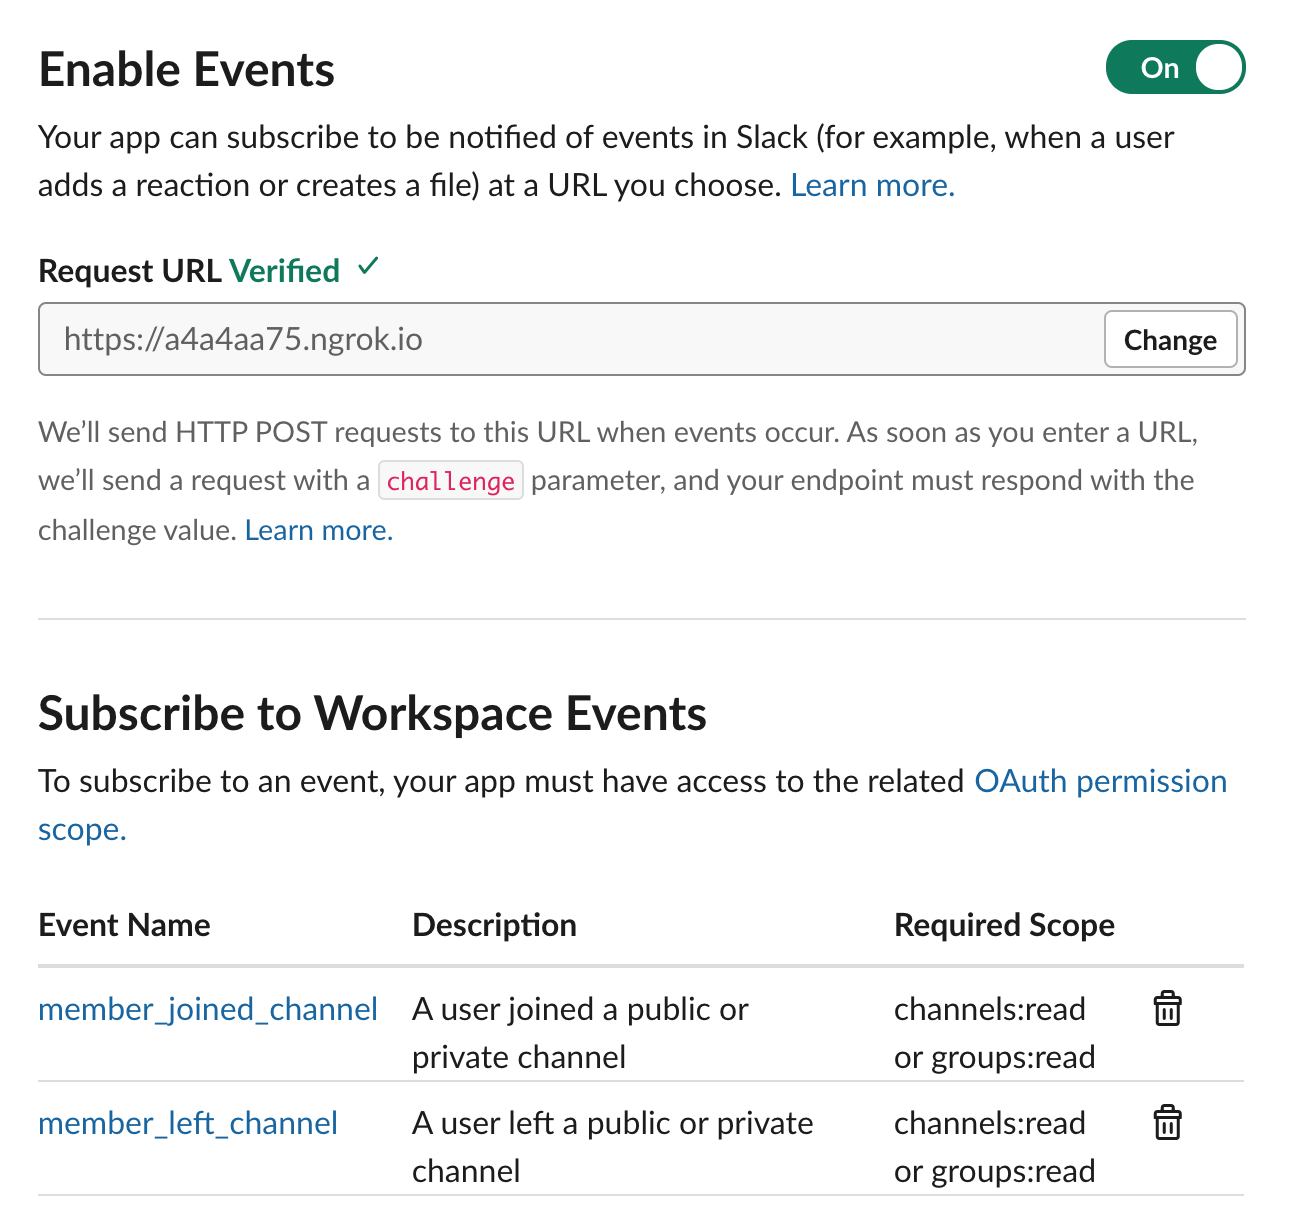 Enable Events
On
Your app can subscribe to be notified of events in Slack (for example, when a user
adds a reaction or creates a file) at a URL you choose. Learn more.
Request URL Verified ✓
https://a4a4aa75.ngrok.io
Change
We’ll send HTTP POST requests to this URL when events occur. As soon as you enter a URL,
we’ll send a request with a challenge parameter, and your endpoint must respond with the
challenge value. Learn more.
Subscribe to Workspace Events
To subscribe to an event, your app must have access to the related OAuth permission
scope.
Event Name Description Required Scope
member_joined_channel A user joined a public or channels:read
private channel or groups:read
member_left_channel A user left a public or private channels:read
channel or groups:read